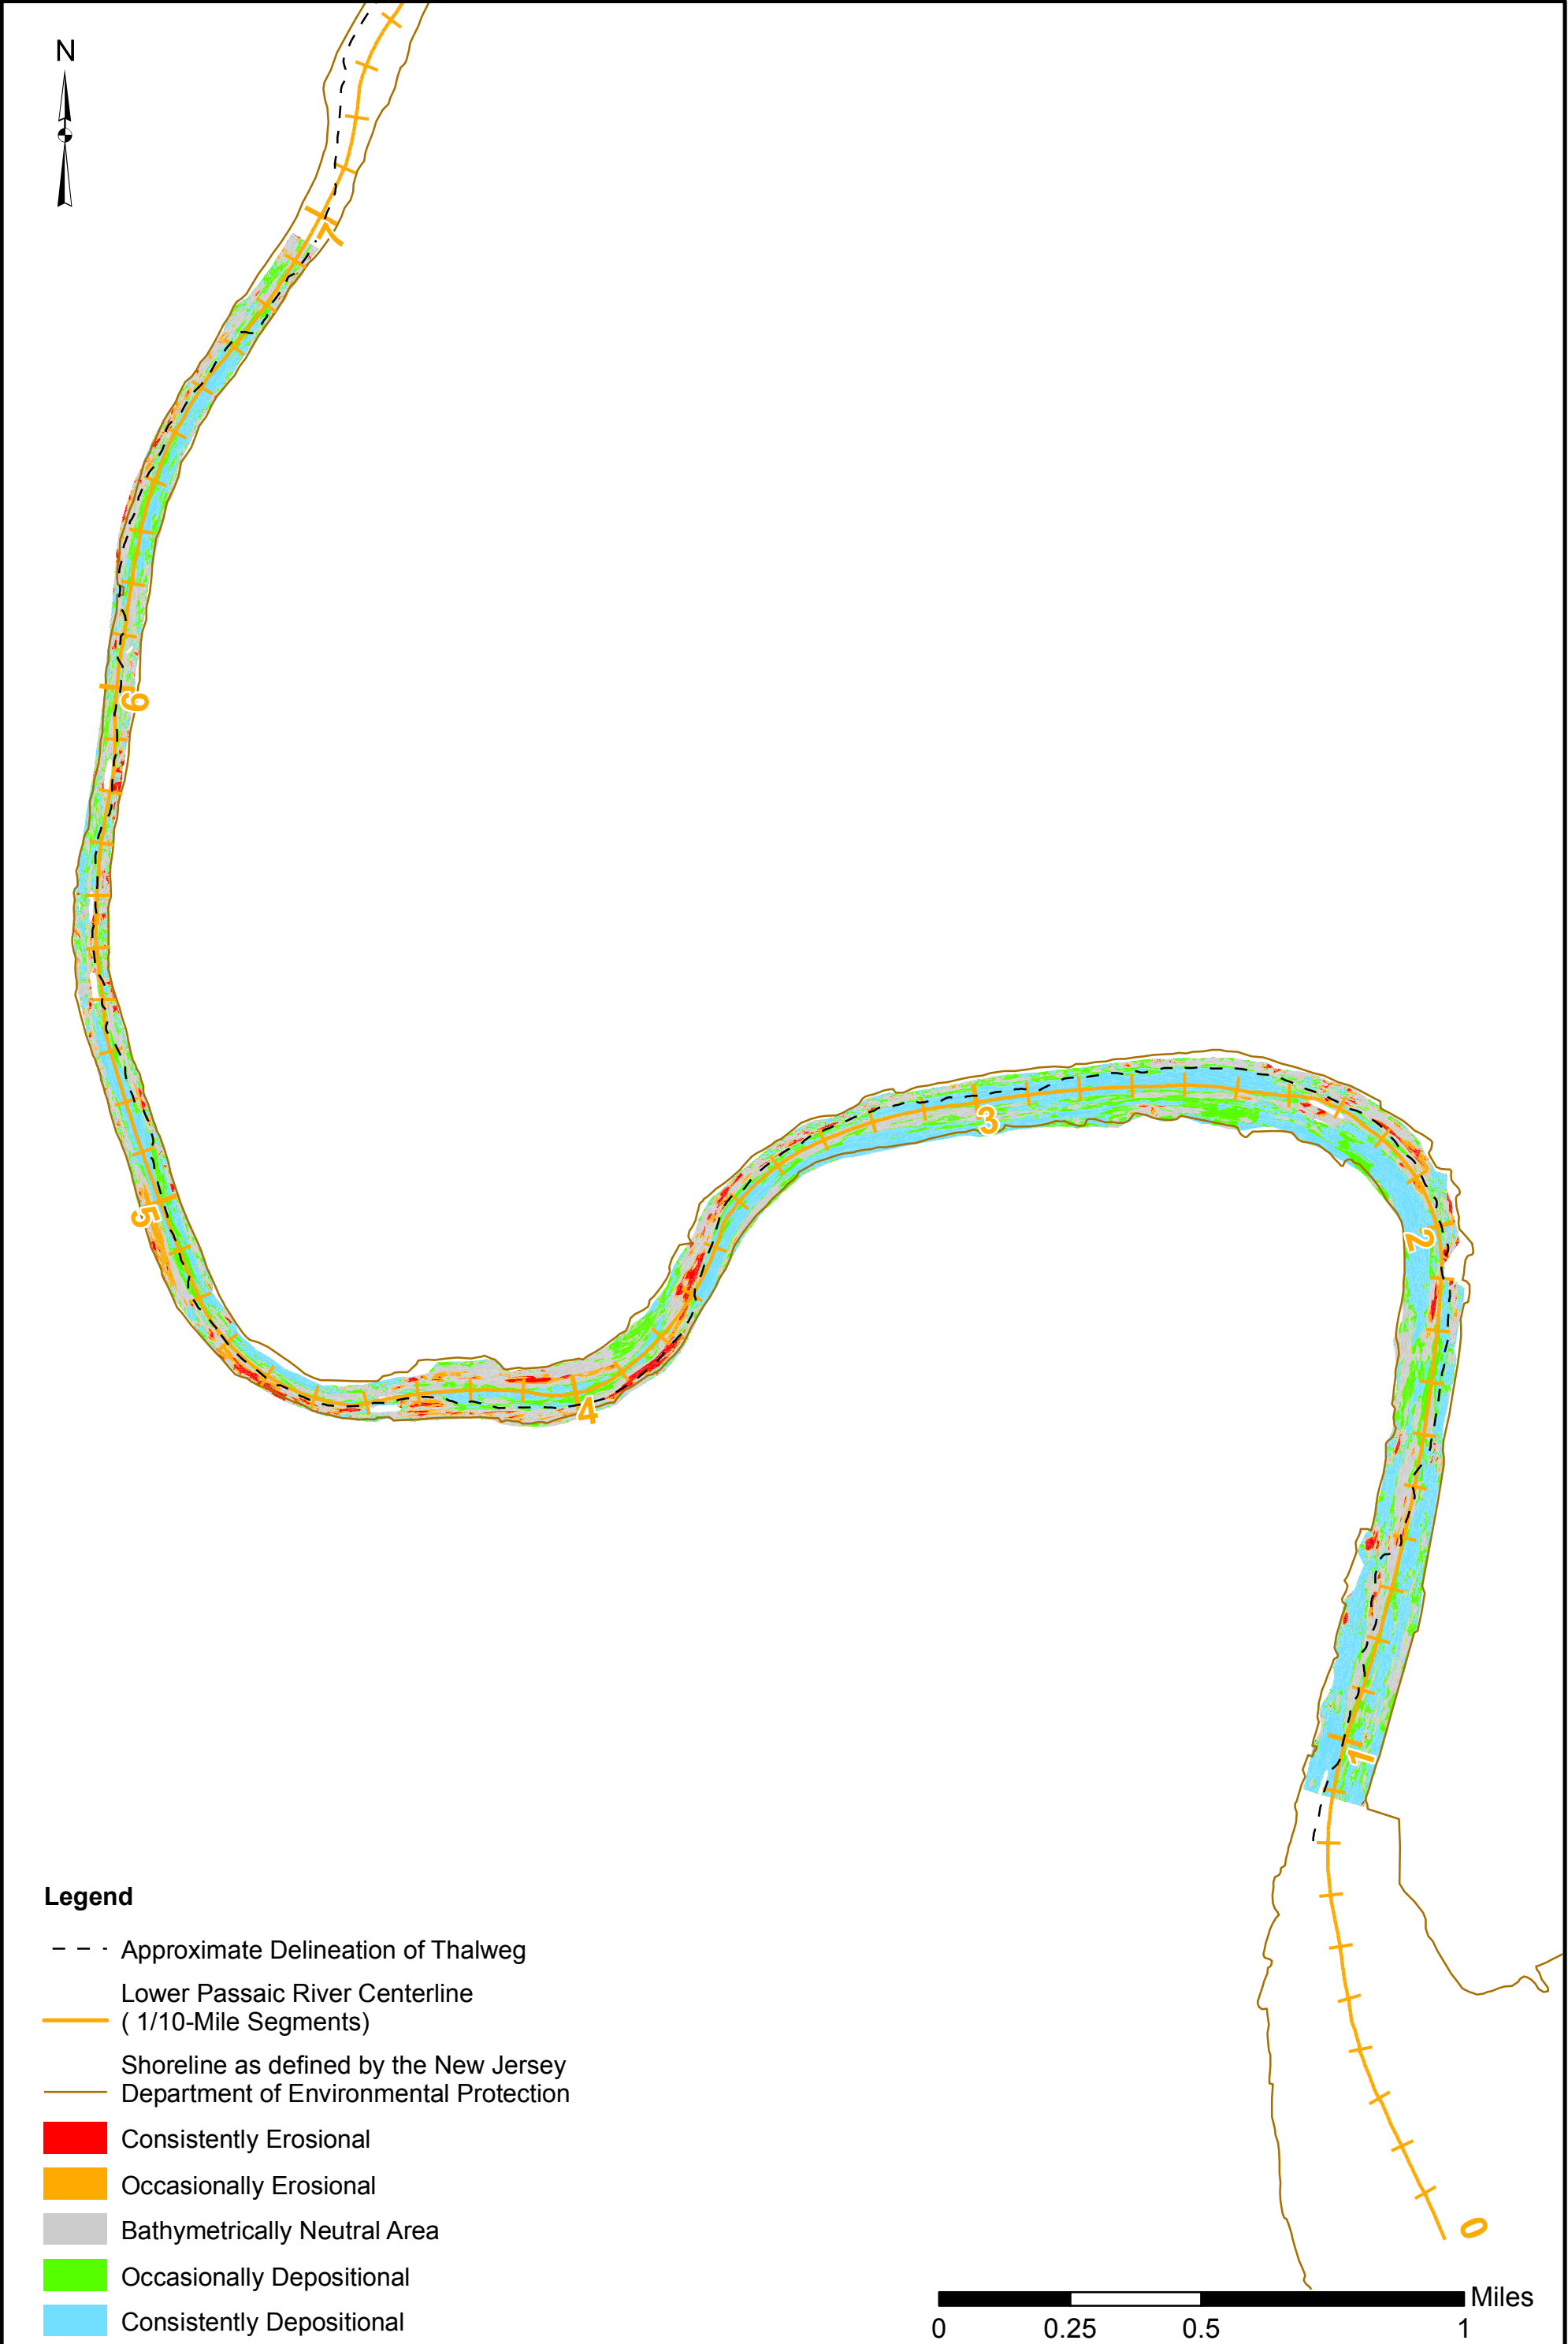 N
7
6
5
4
3
2
1
0
Legend
Approximate Delineation of Thalweg
Lower Passaic River Centerline
( 1/10-Mile Segments)
Shoreline as defined by the New Jersey
Department of Environmental Protection
Consistently Erosional
Occasionally Erosional
Bathymetrically Neutral Area
Occasionally Depositional
Consistently Depositional
Miles
0 0.25 0.5 1